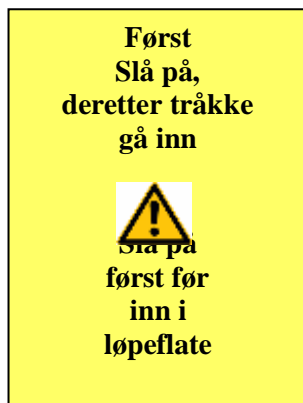 Først
Slå på,
deretter tråkke
gå inn
Slå på
først før
inn i
løpeflate